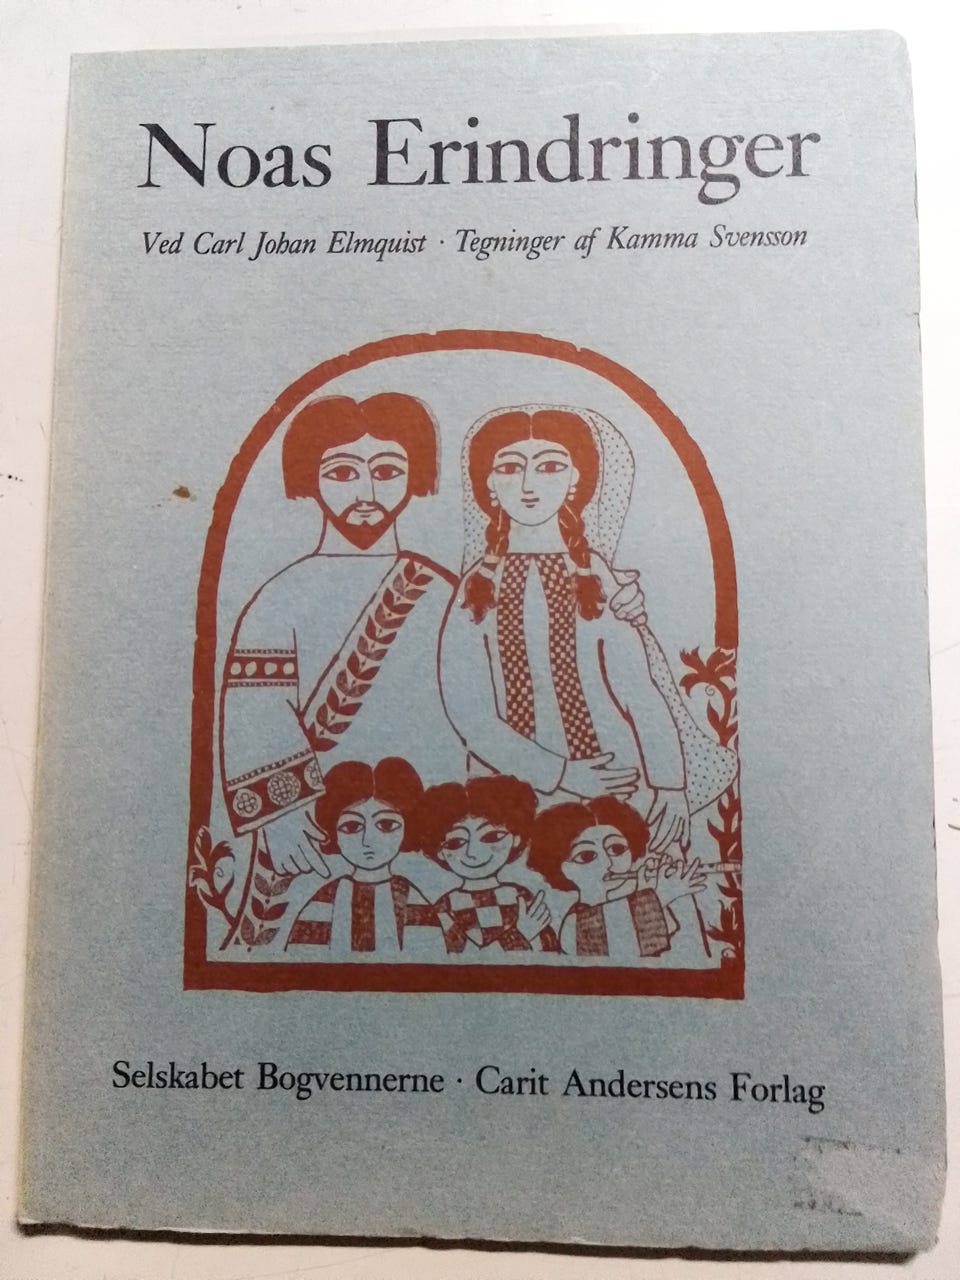 Noas Erindringer
Ved Carl Johan Elmquist · Tegninger af Kamma Svensson
Selskabet Bogvennerne · Carit Andersens Forlag